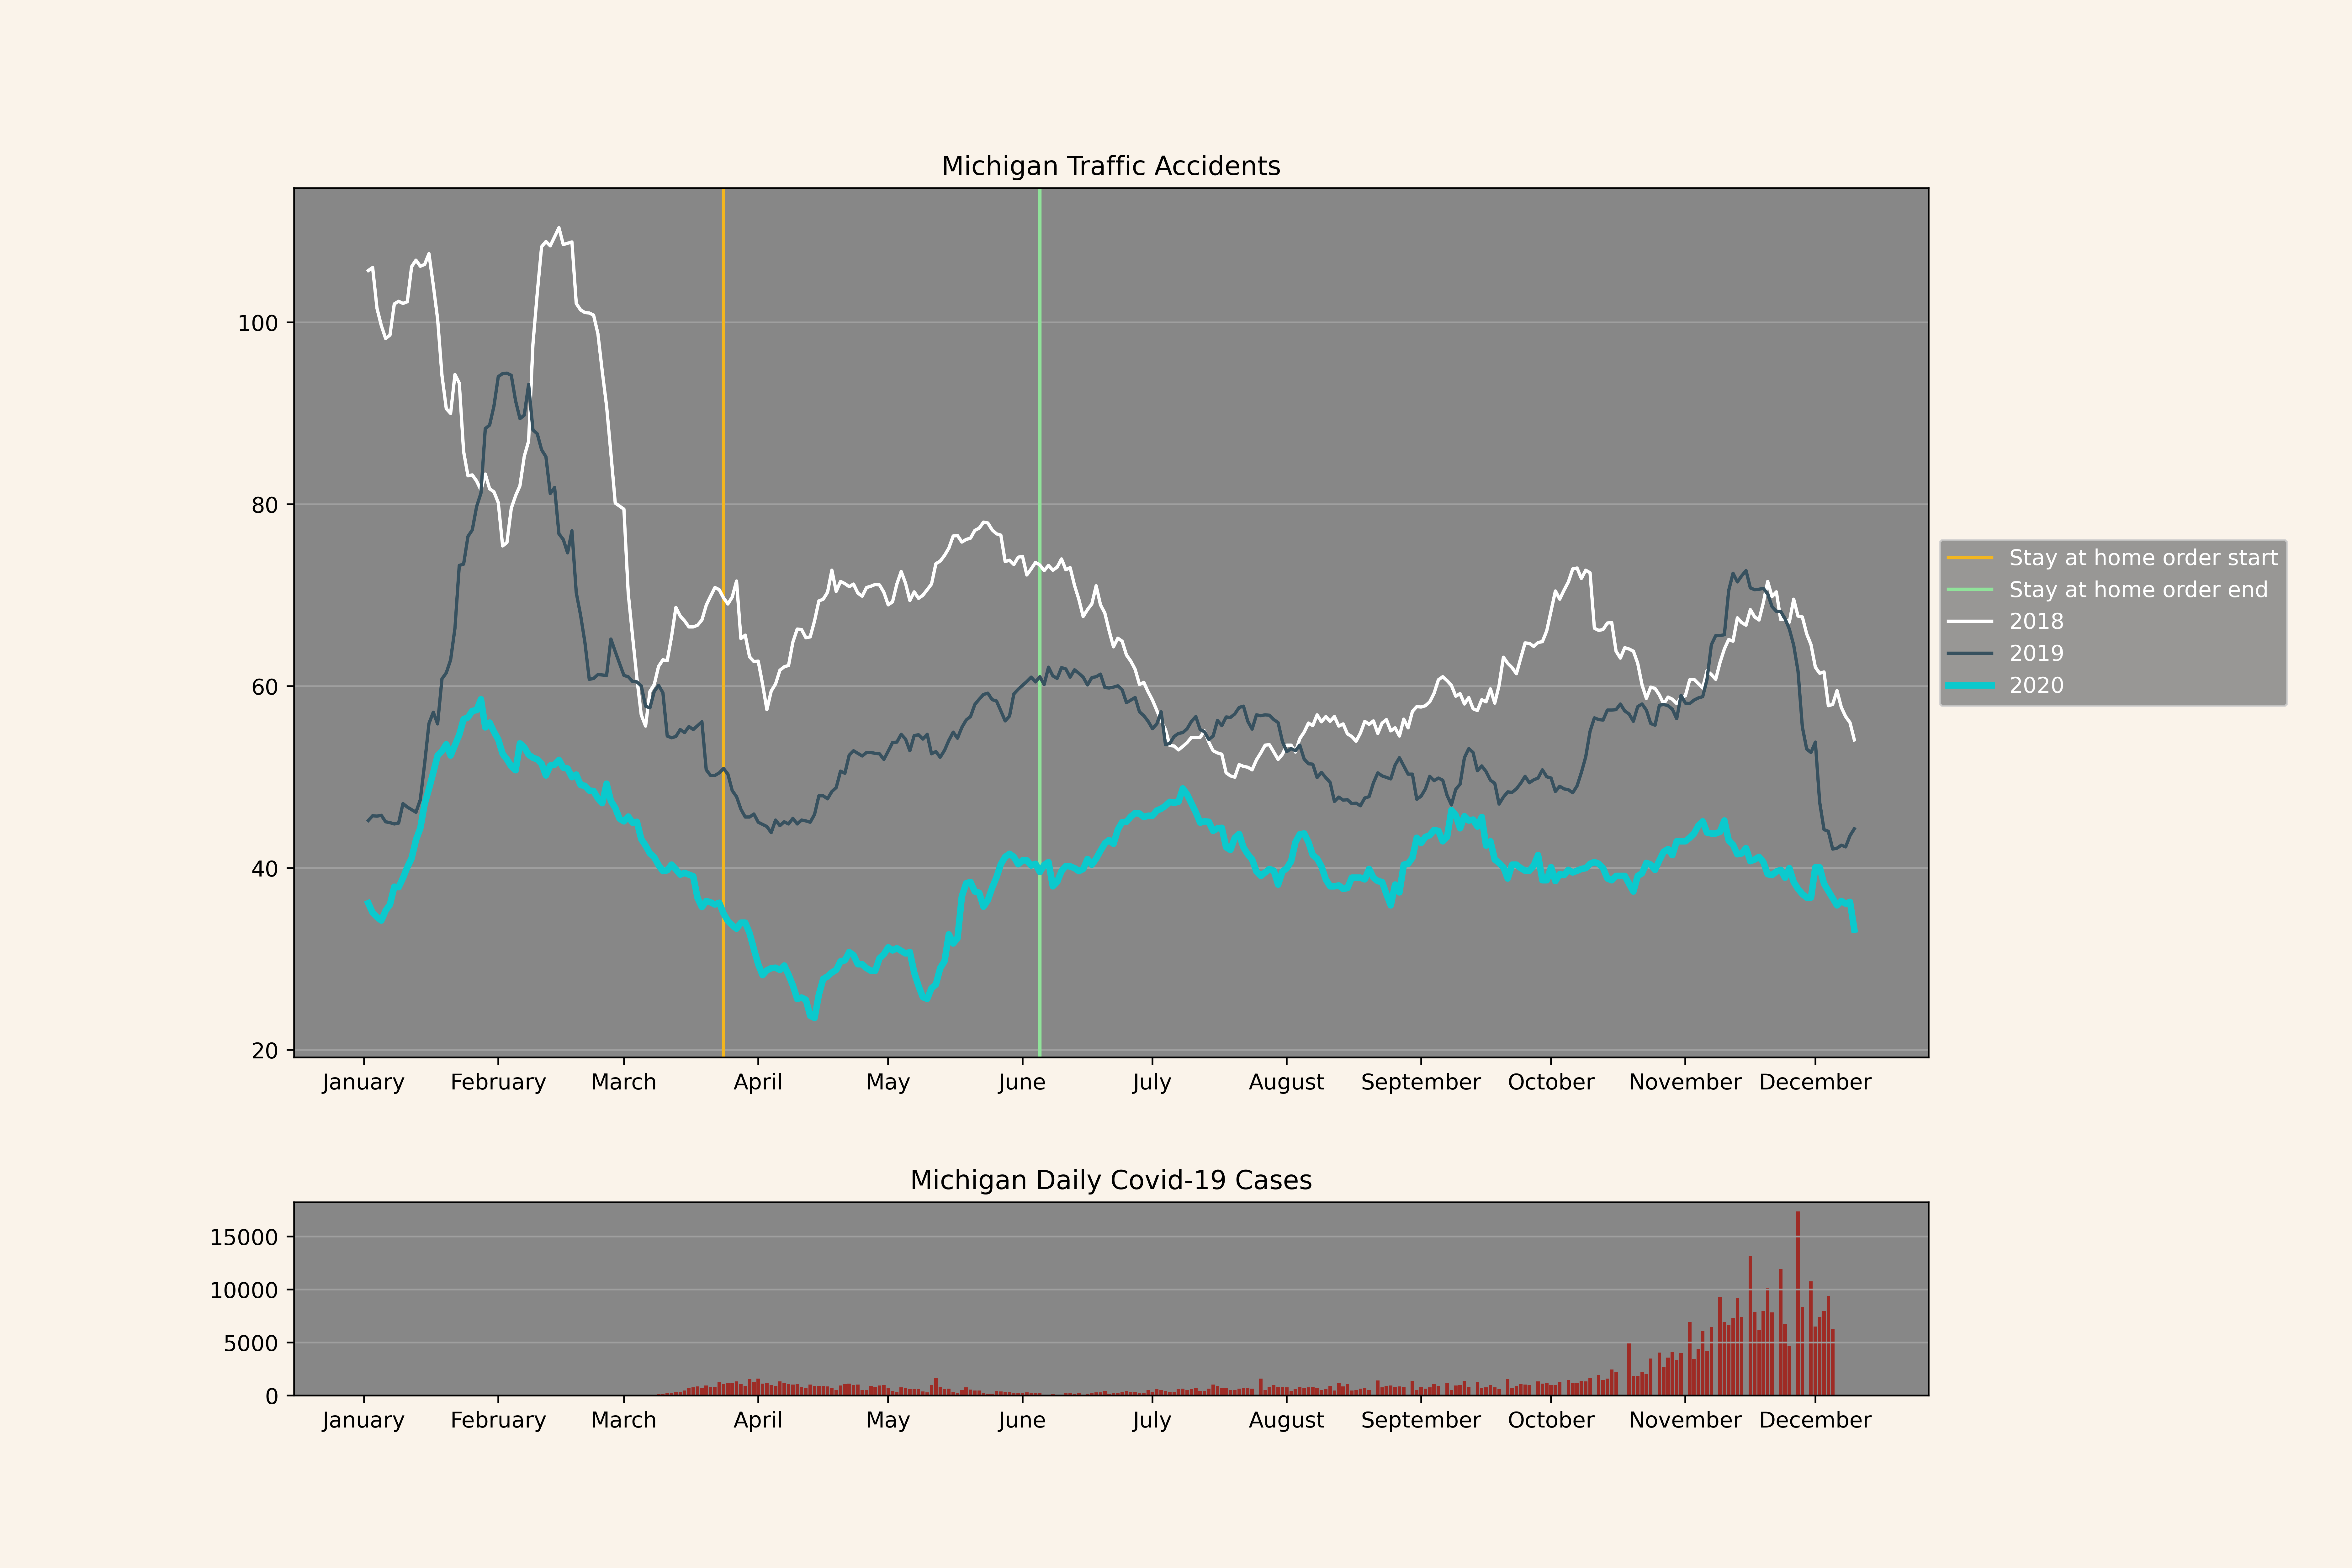 Michigan Traffic Accidents
100
80
60
40
20
January February March April May June July August September October November December
Stay at home order start
Stay at home order end
2018
2019
2020
Michigan Daily Covid-19 Cases
15000
10000
5000
0
January February March April May June July August September October November December